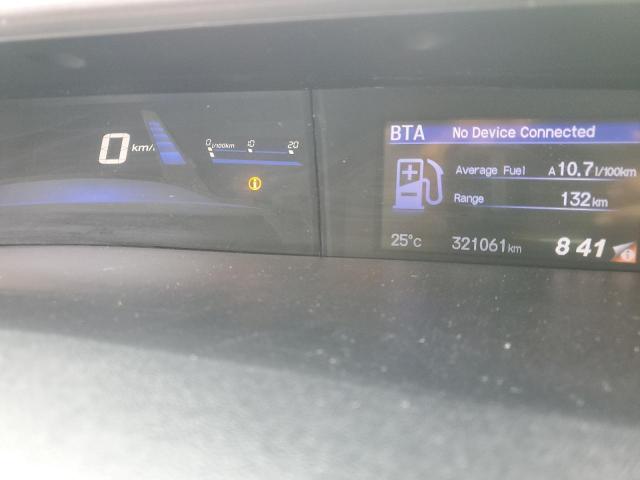 0 km/h
0 l/100km 10 20
BTA No Device Connected
Average Fuel A 10.7 l/100km
Range 132 km
25°C 321061 km 8 41